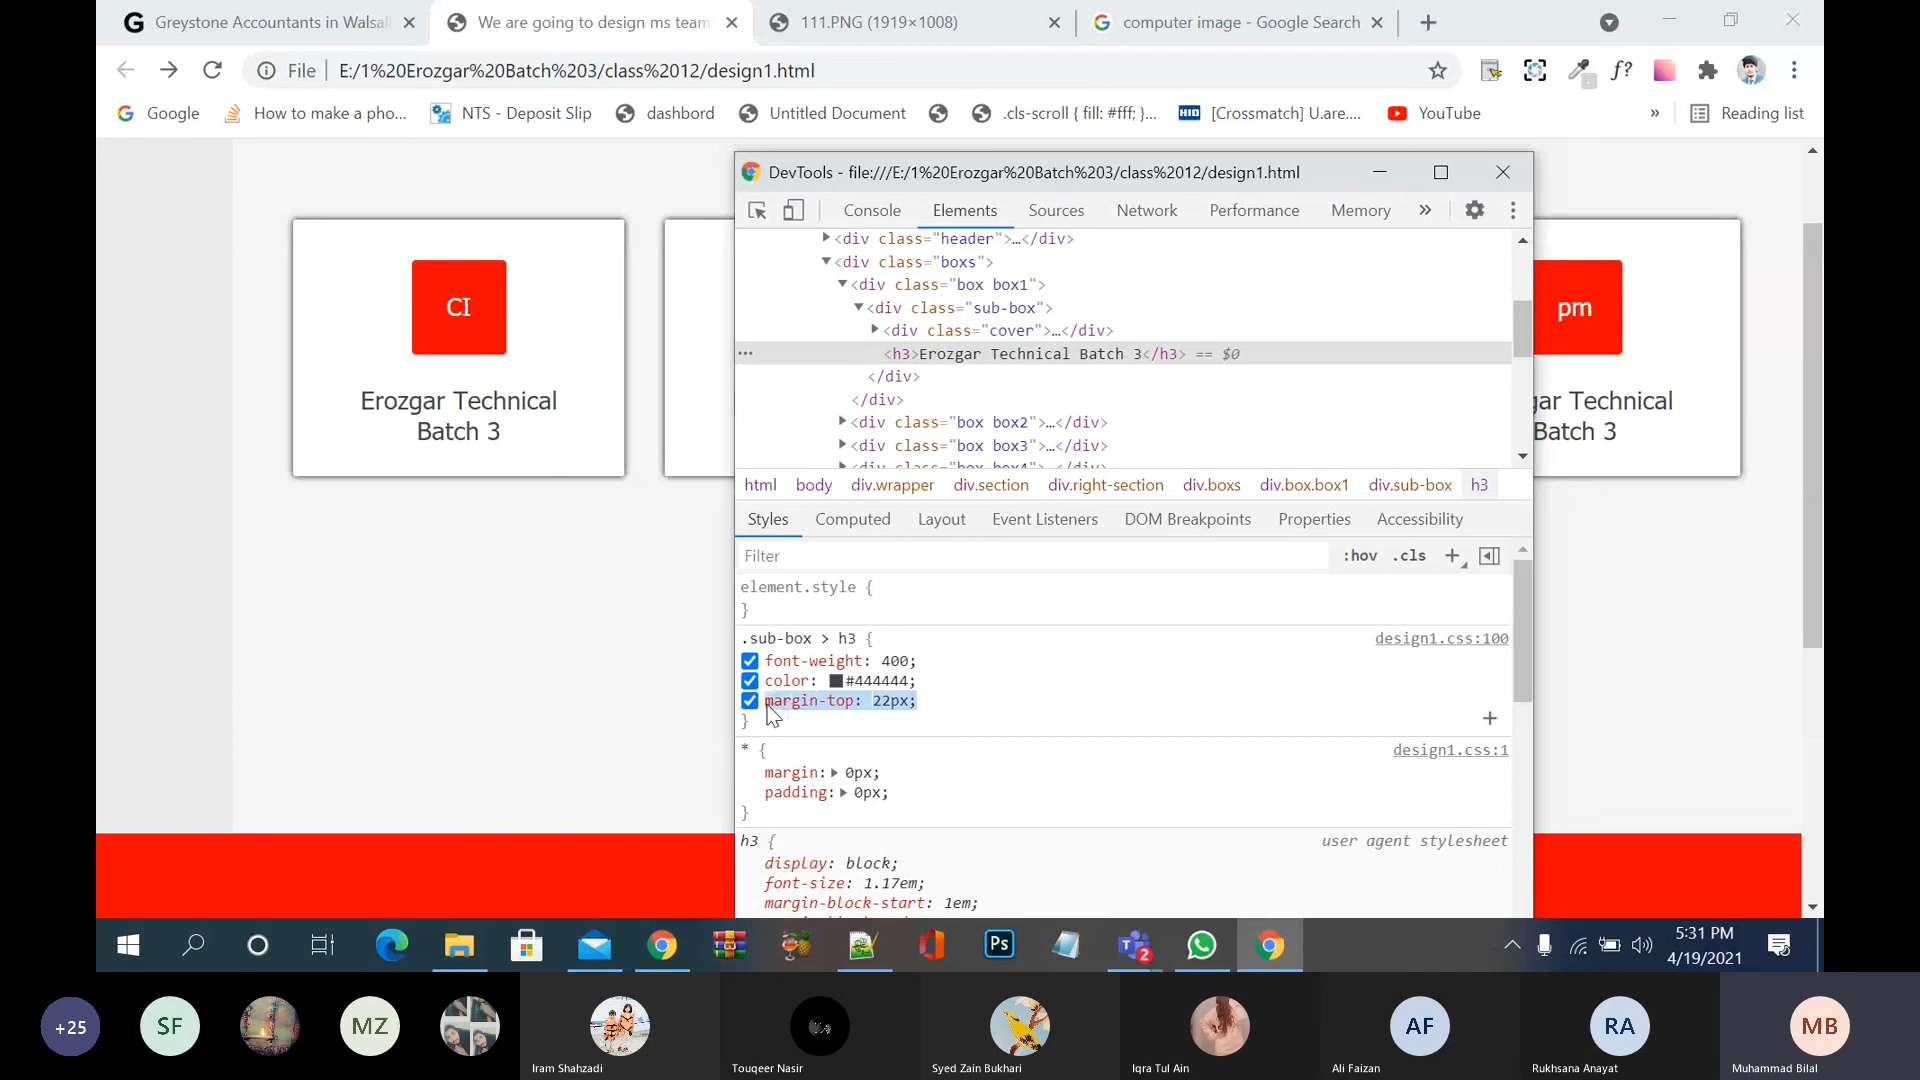 Greystone Accountants in Walsal
We are going to design ms team
111.PNG (1919×1008)
computer image - Google Search
File
E:/1%20Erozgar%20Batch%203/class%2012/design1.html
f?
Google
How to make a pho...
NTS - Deposit Slip
dashbord
Untitled Document
.cls-scroll { fill: #fff; }...
HID
[Crossmatch] U.are....
YouTube
»
Reading list
DevTools - file:///E:/1%20Erozgar%20Batch%203/class%2012/design1.html
Console
Elements
Sources
Network
Performance
Memory
»
<div class="header">…</div>
<div class="boxs">
<div class="box box1">
<div class="sub-box">
<div class="cover">…</div>
<h3>Erozgar Technical Batch 3</h3> == $0
</div>
</div>
<div class="box box2">…</div>
<div class="box box3">…</div>
<div class="box box4">…</div>
CI
Erozgar Technical
Batch 3
pm
gar Technical
Batch 3
html
body
div.wrapper
div.section
div.right-section
div.boxs
div.box.box1
div.sub-box
h3
Styles
Computed
Layout
Event Listeners
DOM Breakpoints
Properties
Accessibility
Filter
:hov
.cls
element.style {
}
.sub-box > h3 {
design1.css:100
font-weight: 400;
color: #444444;
margin-top: 22px;
}
* {
design1.css:1
margin: 0px;
padding: 0px;
}
h3 {
user agent stylesheet
display: block;
font-size: 1.17em;
margin-block-start: 1em;
Ps
2
5:31 PM
4/19/2021
+25
SF
MZ
AF
RA
MB
Iram Shahzadi
Touqeer Nasir
Syed Zain Bukhari
Iqra Tul Ain
Ali Faizan
Rukhsana Anayat
Muhammad Bilal